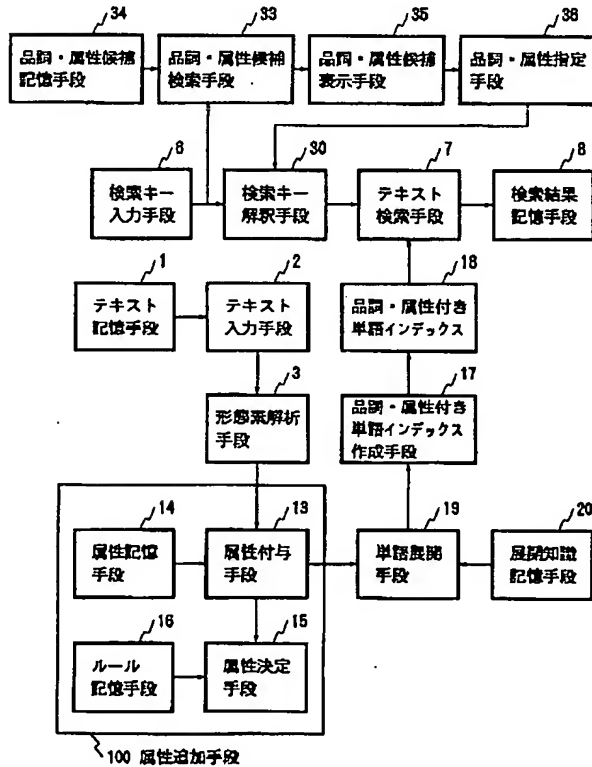 34
33
35
36
品詞・属性候補
記憶手段
品詞・属性候補
検索手段
品詞・属性候補
表示手段
品詞・属性指定
手段
6
30
7
8
検索キー
入力手段
検索キー
解釈手段
テキスト
検索手段
検索結果
記憶手段
1
2
18
テキスト
記憶手段
テキスト
入力手段
品詞・属性付き
単語インデックス
3
17
形態素解析
手段
品詞・属性付き
単語インデックス
作成手段
14
13
19
20
属性記憶
手段
属性付与
手段
単語展開
手段
展開知識
記憶手段
16
15
ルール
記憶手段
属性決定
手段
100 属性追加手段